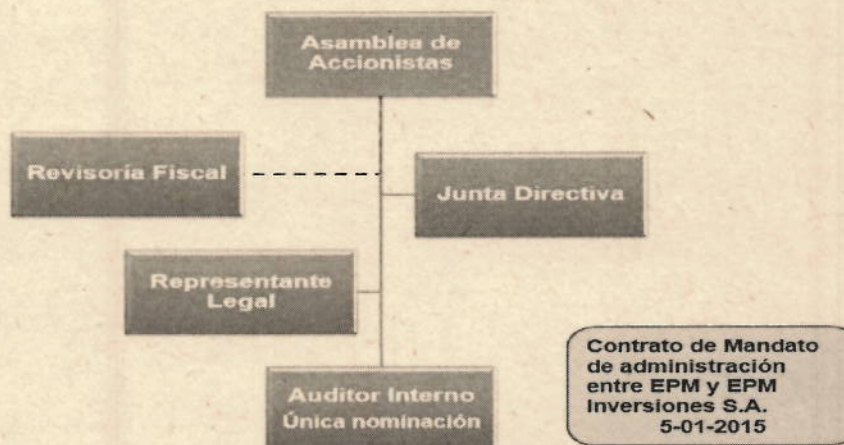 Asamblea de
Accionistas
Revisoría Fiscal
Junta Directiva
Representante
Legal
Auditor Interno
Única nominación
Contrato de Mandato
de administración
entre EPM y EPM
Inversiones S.A.
5-01-2015